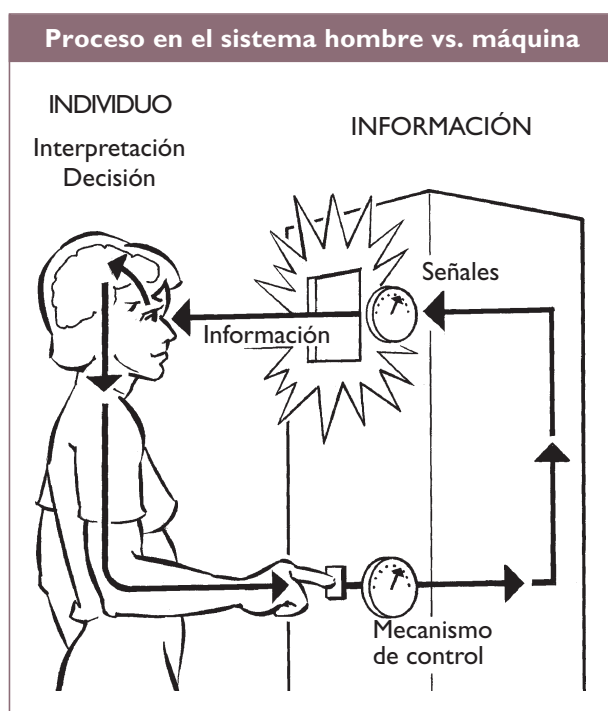 Proceso en el sistema hombre vs. máquina
INDIVIDUO
Interpretación
Decisión
INFORMACIÓN
Señales
Información
Mecanismo
de control